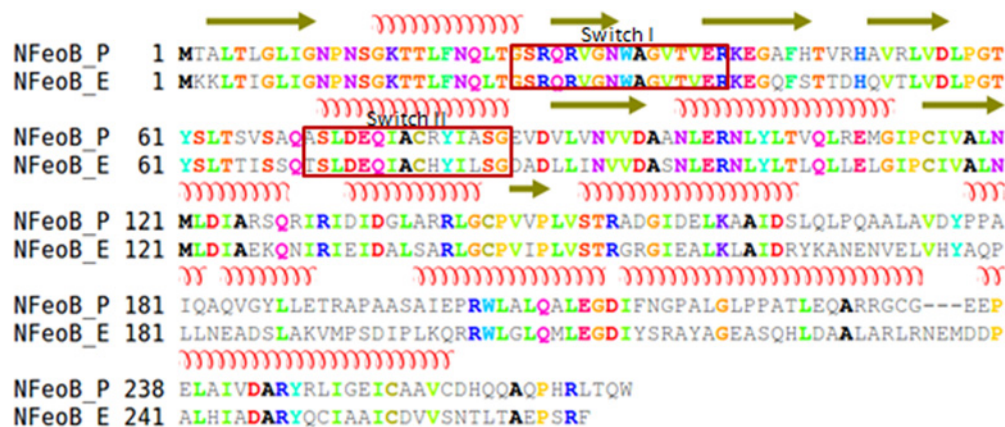 Switch I
NFeoB_P 1 MTALTLGLIGNPNSGKTTLFNQLTGSRQRVGNWAGVTVERKEGAFHTVRHAVRLVDLPGT
NFeoB_E 1 MKKLTIGLIGNPNSGKTTLFNQLTGSRQRVGNWAGVTVERKEGQFSTTDHQVTLVDLPGT
Switch II
NFeoB_P 61 YSLTSVSAQASLDEQIACRYIASGEVDVLVNVVDAANLERNLYLTVQLREMGIPCIVALN
NFeoB_E 61 YSLTTISSQTSLDEQIACHYILSGDADLLINVVDASNLERNLYLTLQLLELGIPCIVALN
NFeoB_P 121 MLDIARSQRIRIDIDGLARRLGCPVVPLVSTRADGIDELKAAIDSLQLPQAALAVDYPPA
NFeoB_E 121 MLDIAEKQNIRIEIDALSARLGCPVIPLVSTRGRGIEALKLAIDRYKANENVELVHYAQP
NFeoB_P 181 IQAQVGYLLETRAPAASAIEPRWLALQALEGDIFNGPALGLPPATLEQARRGCG---EEP
NFeoB_E 181 LLNEADSLAKVMPSDIPLKQRRWLGLQMLEGDIYSRAYAGEASQHLDAALARLRNEMDDP
NFeoB_P 238 ELAIVDARYRLIGEICAAVCDHQQAQPHRLTQW
NFeoB_E 241 ALHIADARYQCIAAICDVVSNTLTAEPSRF